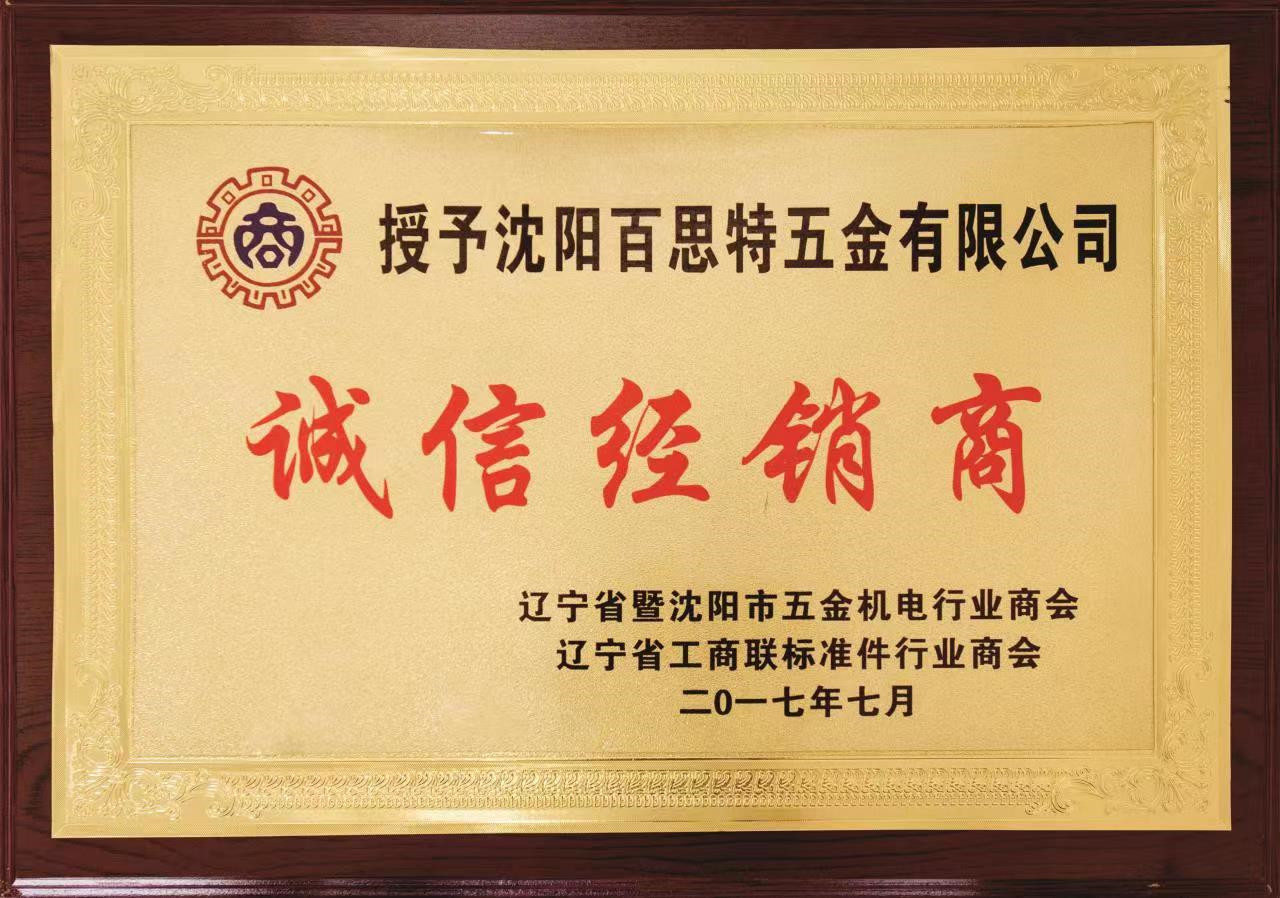 商
授予沈阳百思特五金有限公司
诚信经销商
辽宁省暨沈阳市五金机电行业商会
辽宁省工商联标准件行业商会
二0一七年七月